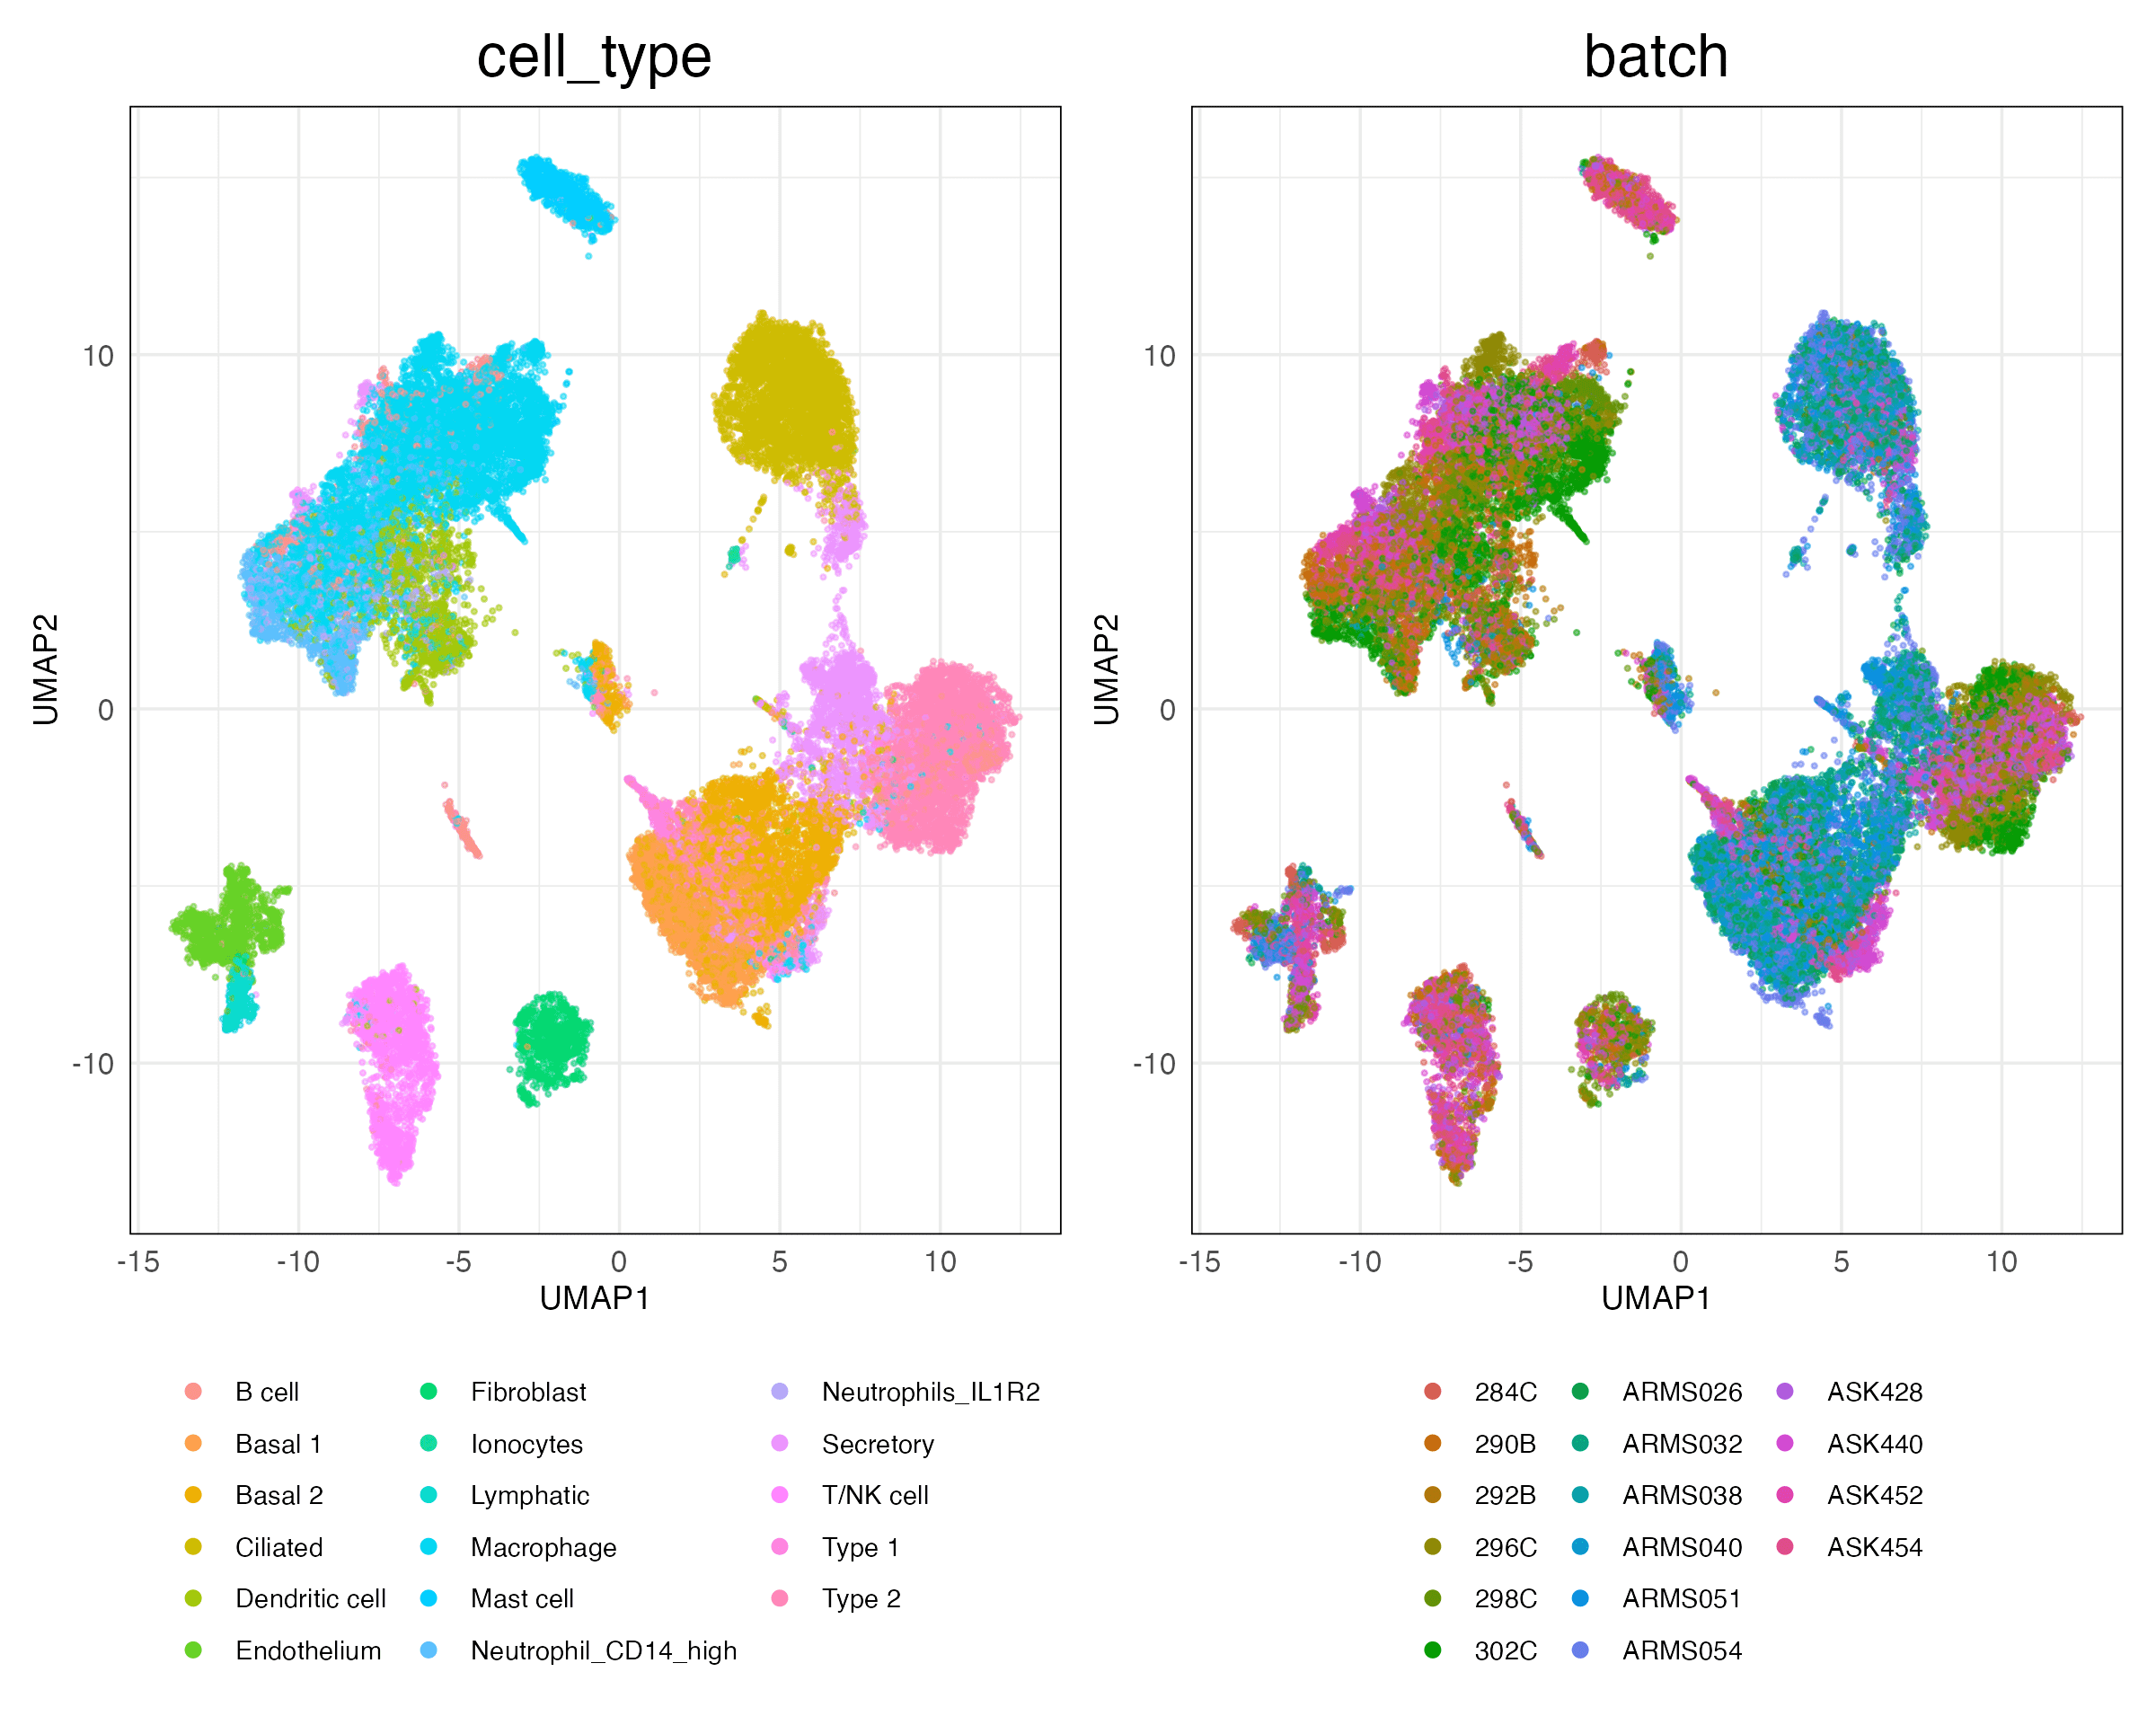 cell_type
10
0
-10
UMAP2
-15 -10 -5 0 5 10
UMAP1
B cell
Basal 1
Basal 2
Ciliated
Dendritic cell
Endothelium
Fibroblast
Ionocytes
Lymphatic
Macrophage
Mast cell
Neutrophil_CD14_high
Neutrophils_IL1R2
Secretory
T/NK cell
Type 1
Type 2
batch
10
0
-10
UMAP2
-15 -10 -5 0 5 10
UMAP1
284C
290B
292B
296C
298C
302C
ARMS026
ARMS032
ARMS038
ARMS040
ARMS051
ARMS054
ASK428
ASK440
ASK452
ASK454